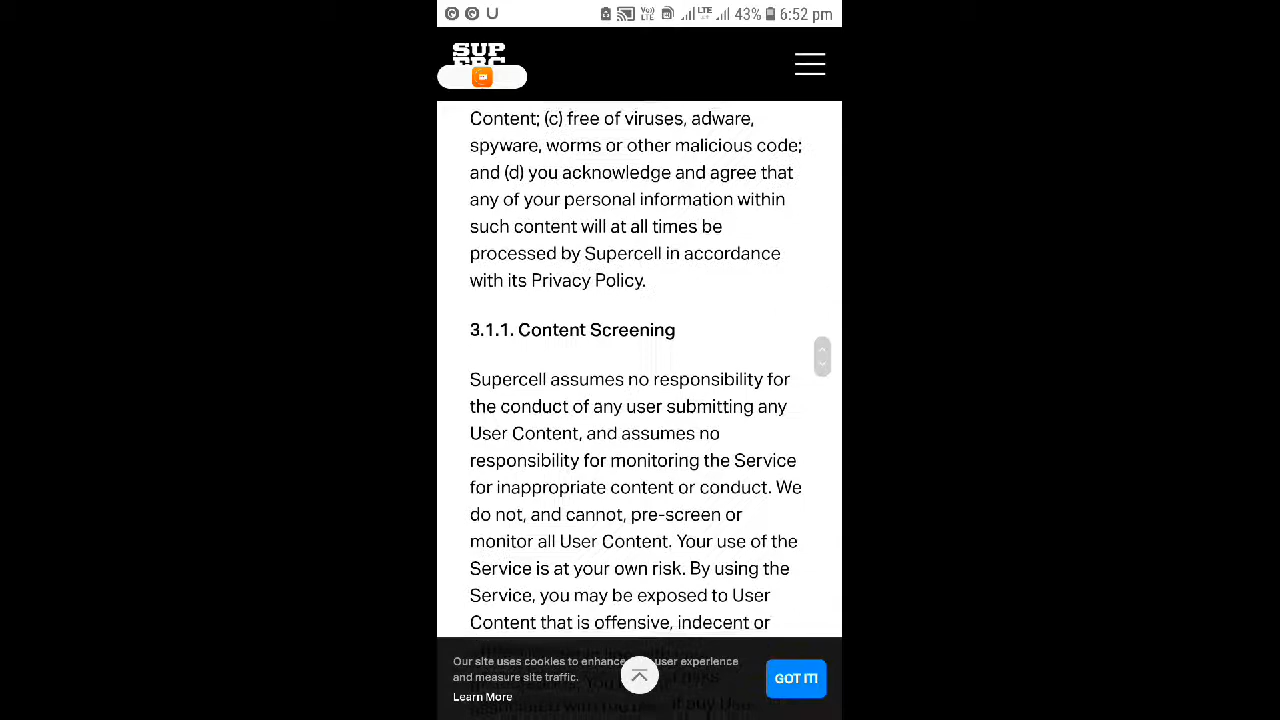 U
Vo)) LTE LTE 43% 6:52 pm
SUP
Content; (c) free of viruses, adware,
spyware, worms or other malicious code;
and (d) you acknowledge and agree that
any of your personal information within
such content will at all times be
processed by Supercell in accordance
with its Privacy Policy.
3.1.1. Content Screening
Supercell assumes no responsibility for
the conduct of any user submitting any
User Content, and assumes no
responsibility for monitoring the Service
for inappropriate content or conduct. We
do not, and cannot, pre-screen or
monitor all User Content. Your use of the
Service is at your own risk. By using the
Service, you may be exposed to User
Content that is offensive, indecent or
Our site uses cookies to enhance user experience
and measure site traffic.
Learn More
GOT IT!